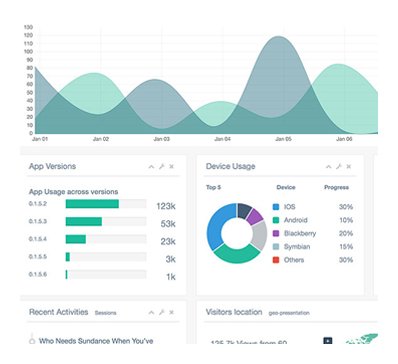 130
120
110
100
90
80
70
60
50
40
30
20
10
0
Jan 01 Jan 02 Jan 03 Jan 04 Jan 05 Jan 06
App Versions
App Usage across versions
0.1.5.2 123k
0.1.5.3 53k
0.1.5.4 23k
0.1.5.5 3k
0.1.5.6 1k
Device Usage
Top 5 Device Progress
IOS 30%
Android 10%
Blackberry 20%
Symbian 15%
Others 30%
Recent Activities Sessions
Who Needs Sundance When You've
Visitors location geo-presentation
125.7k Views from 60